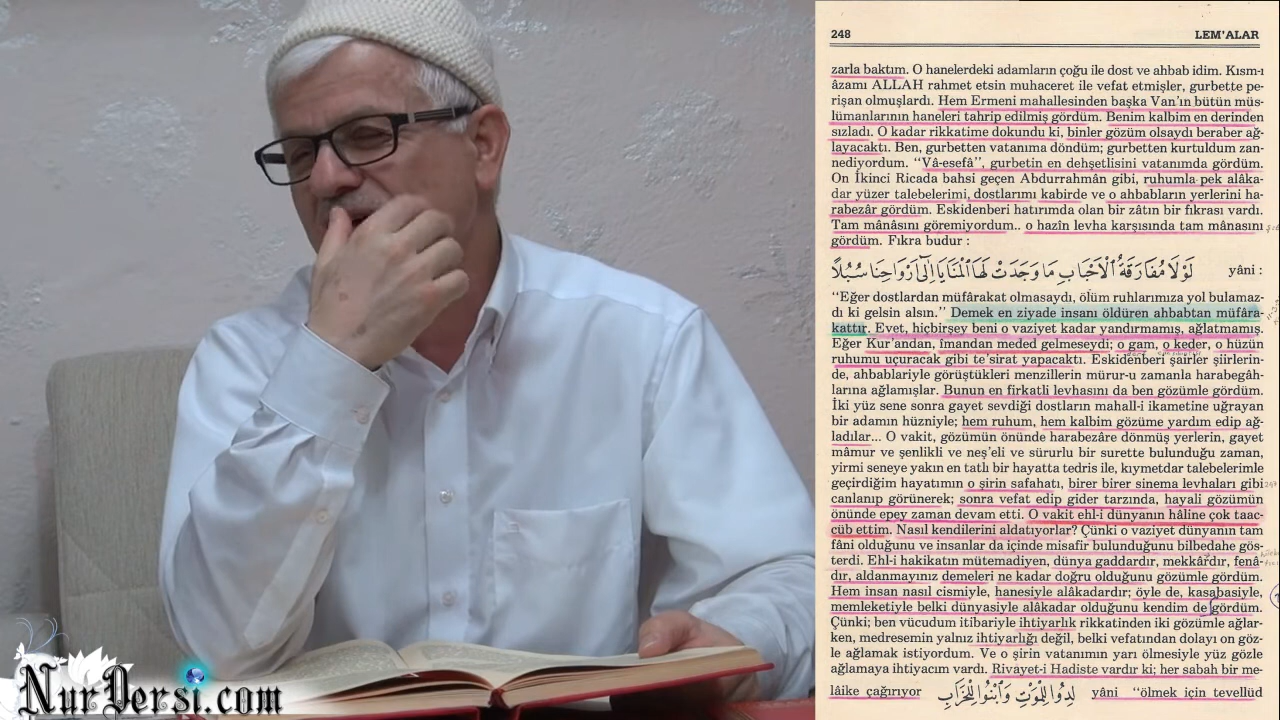 248
LEM'ALAR
zarla baktım. O hanelerdeki adamların çoğu ile dost ve ahbab idim. Kısm-ı
âzamı ALLAH rahmet etsin muhaceret ile vefat etmişler, gurbette pe-
rişan olmuşlardı. Hem Ermeni mahallesinden başka Van'ın bütün müs-
lümanlarının haneleri tahrip edilmiş gördüm. Benim kalbim en derinden
sızladı. O kadar rikkatime dokundu ki, binler gözüm olsaydı beraber ağ-
layacaktı. Ben, gurbetten vatanıma döndüm; gurbetten kurtuldum zan-
nediyordum. "Vâ-esefâ", gurbetin en dehşetlisini vatanımda gördüm.
On İkinci Ricada bahsi geçen Abdurrahmân gibi, ruhumla pek alâka-
dar yüzer talebelerimi, dostlarımı kabirde ve o ahbabların yerlerini ha-
rabezâr gördüm. Eskidenberi hatırımda olan bir zâtın bir fıkrası vardı.
Tam mânâsını göremiyordum.. o hazîn levha karşısında tam mânasını
gördüm. Fıkra budur :
لَوْلَا مُفَارَقَةُ الْاَحْبَابِ مَا وَجَدَتْ لَهَا الْمَنَايَا اِلٰٓى اَرْوَاحِنَا سُبُلًا yâni :
"Eğer dostlardan müfârakat olmasaydı, ölüm ruhlarımıza yol bulamaz-
dı ki gelsin alsın." Demek en ziyade insanı öldüren ahbabtan müfâra-
kattır. Evet, hiçbirşey beni o vaziyet kadar yandırmamış, ağlatmamış.
Eğer Kur'andan, îmandan meded gelmeseydi; o gam, o keder, o hüzün
ruhumu uçuracak gibi te'sirat yapacaktı. Eskidenberi şairler şiirlerin-
de, ahbablariyle görüştükleri menzillerin mürur-u zamanla harabegâh-
larına ağlamışlar. Bunun en firkatli levhasını da ben gözümle gördüm.
İki yüz sene sonra gayet sevdiği dostların mahall-i ikametine uğrayan
bir adamın hüzniyle; hem ruhum, hem kalbim gözüme yardım edip ağ-
ladılar... O vakit, gözümün önünde harabezâre dönmüş yerlerin, gayet
mâmur ve şenlikli ve neş'eli ve sürurlu bir surette bulunduğu zaman,
yirmi seneye yakın en tatlı bir hayatta tedris ile, kıymetdar talebelerimle
geçirdiğim hayatımın o şirin safahatı, birer birer sinema levhaları gibi
canlanıp görünerek; sonra vefat edip gider tarzında, hayali gözümün
önünde epey zaman devam etti. O vakit ehl-i dünyanın hâline çok taac-
cüb ettim. Nasıl kendilerini aldatıyorlar? Çünki o vaziyet dünyanın tam
fâni olduğunu ve insanlar da içinde misafir bulunduğunu bilbedahe gös-
terdi. Ehl-i hakikatın mütemadiyen, dünya gaddardır, mekkârdır, fenâ-
dır, aldanmayınız demeleri ne kadar doğru olduğunu gözümle gördüm.
Hem insan nasıl cismiyle, hanesiyle alâkadardır; öyle de, kasabasiyle,
memleketiyle belki dünyasiyle alâkadar olduğunu kendim de gördüm.
Çünki; ben vücudum itibariyle ihtiyarlık rikkatinden iki gözümle ağlar-
ken, medresemin yalnız ihtiyarlığı değil, belki vefatından dolayı on göz-
le ağlamak istiyordum. Ve o şirin vatanımın yarı ölmesiyle yüz gözle
ağlamaya ihtiyacım vardı. Rivayet-i Hadiste vardır ki; her sabah bir me-
lâike çağırıyor لِدُوا لِلْمَوْتِ وَابْنُوا لِلْخَرَابِ yâni "ölmek için tevellüd
NurDersi.com